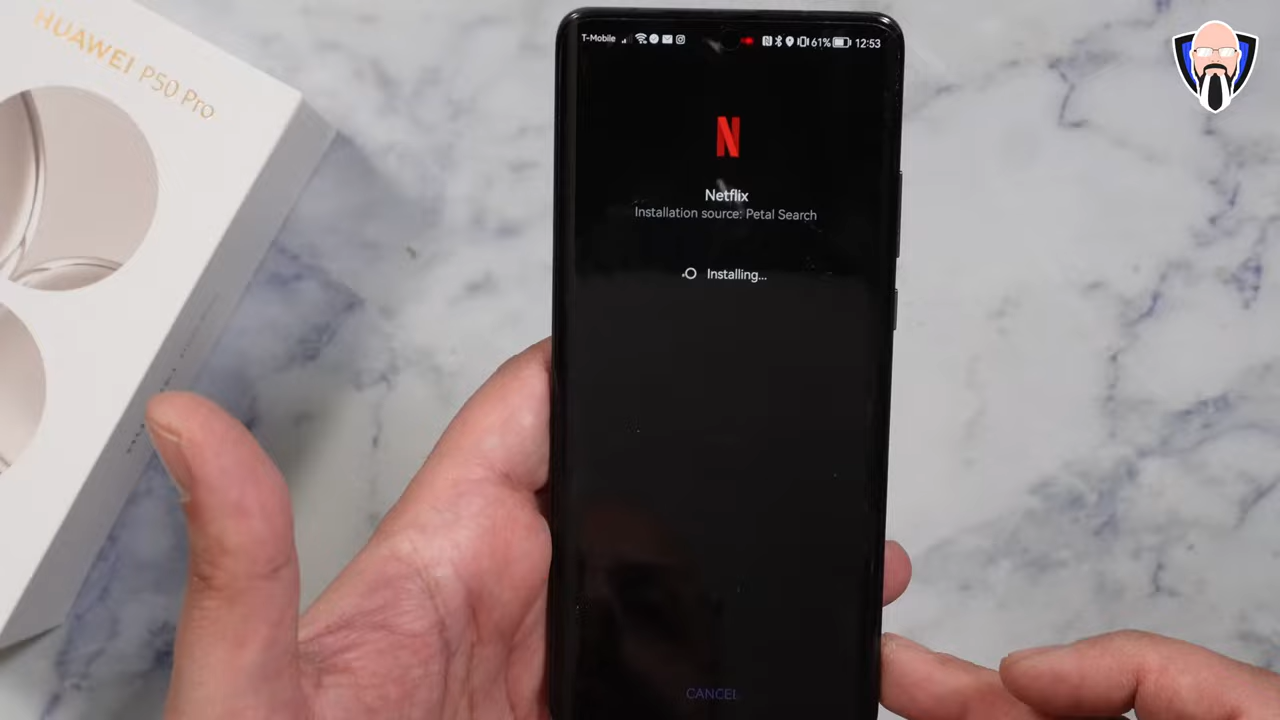 HUAWEI P50 Pro
T-Mobile 61% 12:53
N
Netflix
Installation source: Petal Search
Installing...
CANCEL